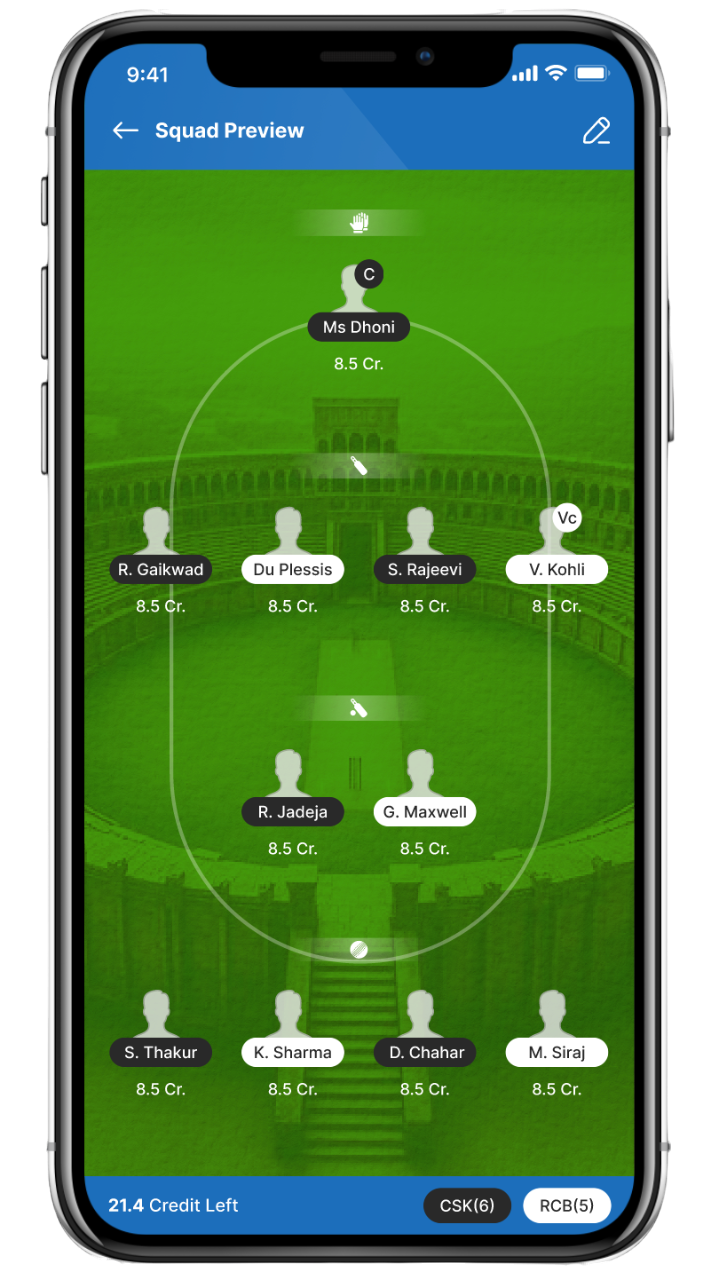 9:41
Squad Preview
C
Ms Dhoni
8.5 Cr.
Vc
R. Gaikwad Du Plessis S. Rajeevi V. Kohli
8.5 Cr. 8.5 Cr. 8.5 Cr. 8.5 Cr.
R. Jadeja G. Maxwell
8.5 Cr. 8.5 Cr.
S. Thakur K. Sharma D. Chahar M. Siraj
8.5 Cr. 8.5 Cr. 8.5 Cr. 8.5 Cr.
21.4 Credit Left CSK(6) RCB(5)